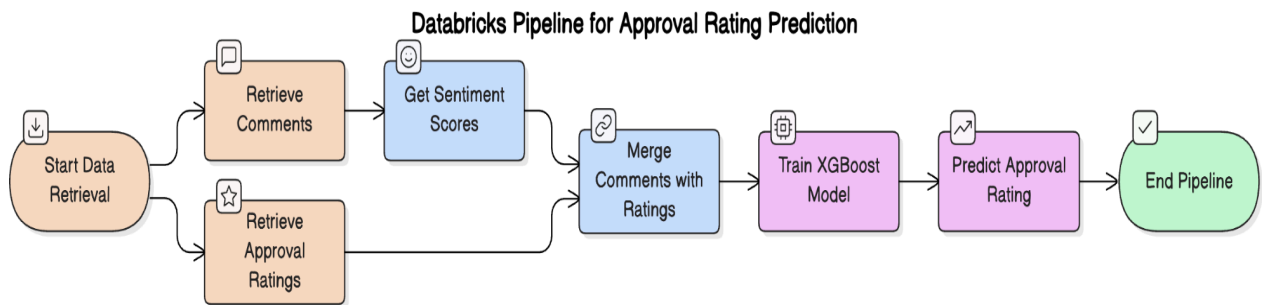 Databricks Pipeline for Approval Rating Prediction
Start Data
Retrieval
Retrieve
Comments
Get Sentiment
Scores
Retrieve
Approval
Ratings
Merge
Comments with
Ratings
Train XGBoost
Model
Predict Approval
Rating
End Pipeline